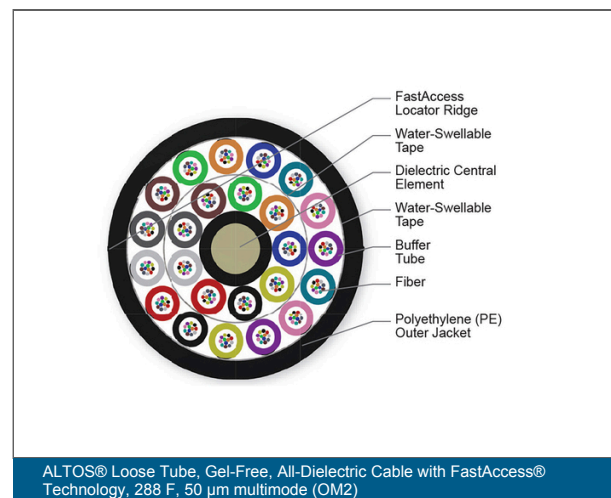 FastAccess
Locator Ridge
Water-Swellable
Tape
Dielectric Central
Element
Water-Swellable
Tape
Buffer
Tube
Fiber
Polyethylene (PE)
Outer Jacket
ALTOS® Loose Tube, Gel-Free, All-Dielectric Cable with FastAccess®
Technology, 288 F, 50 µm multimode (OM2)